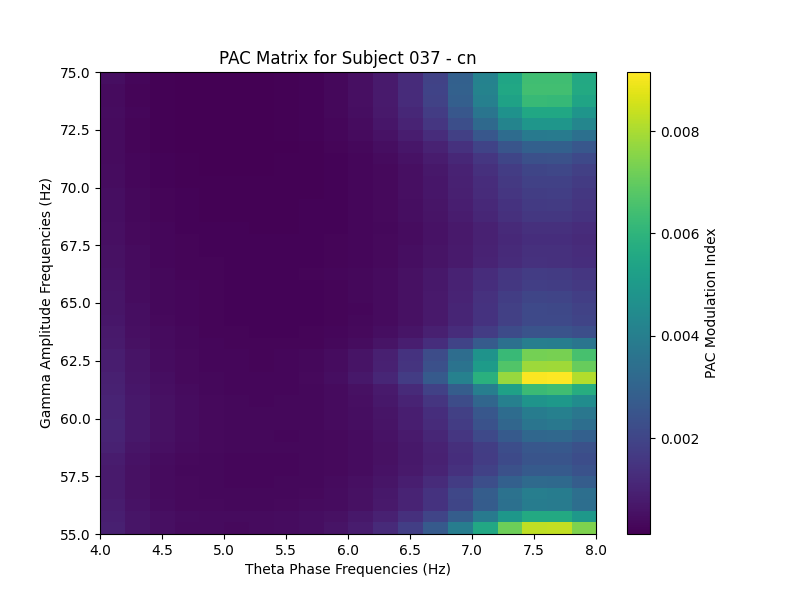 PAC Matrix for Subject 037 - cn
75.0
72.5
70.0
67.5
65.0
62.5
60.0
57.5
55.0
Gamma Amplitude Frequencies (Hz)
4.0 4.5 5.0 5.5 6.0 6.5 7.0 7.5 8.0
Theta Phase Frequencies (Hz)
0.008
0.006
0.004
0.002
PAC Modulation Index